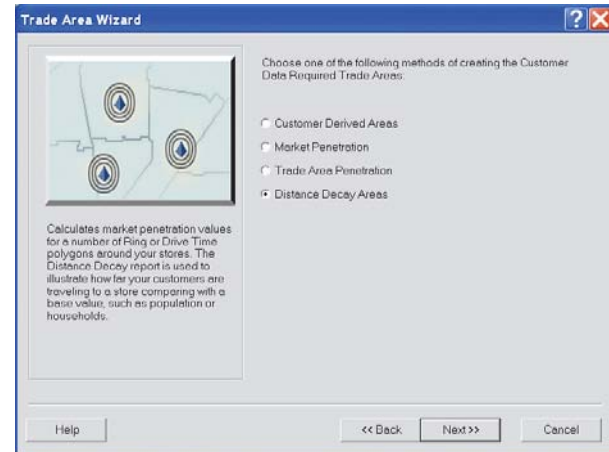 Trade Area Wizard
Choose one of the following methods of creating the Customer
Data Required Trade Areas:
Customer Derived Areas
Market Penetration
Trade Area Penetration
Distance Decay Areas
Calculates market penetration values
for a number of Ring or Drive Time
polygons around your stores. The
Distance Decay report is used to
illustrate how far your customers are
traveling to a store comparing with a
base value, such as population or
households.
Help
<< Back
Next >>
Cancel